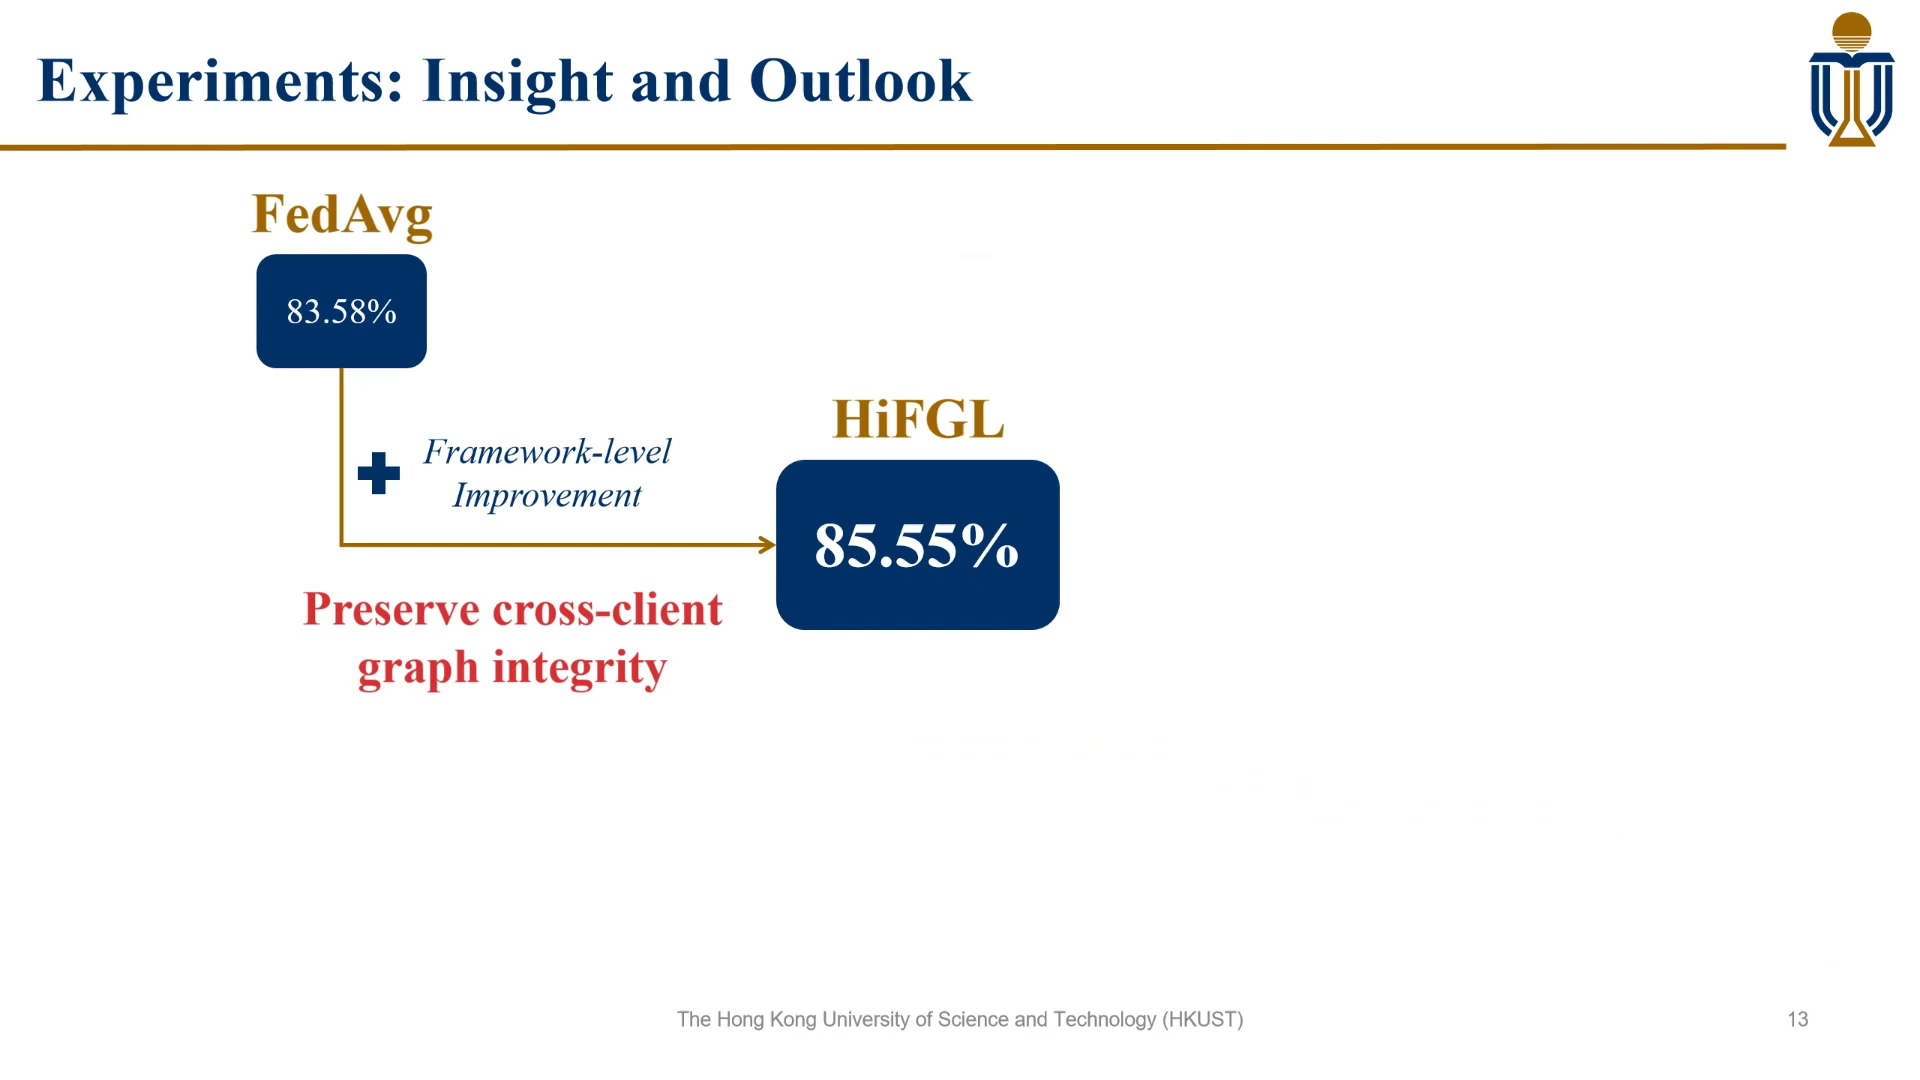 Experiments: Insight and Outlook
FedAvg
83.58%
Framework-level
Improvement
HiFGL
85.55%
Preserve cross-client
graph integrity
The Hong Kong University of Science and Technology (HKUST)
13